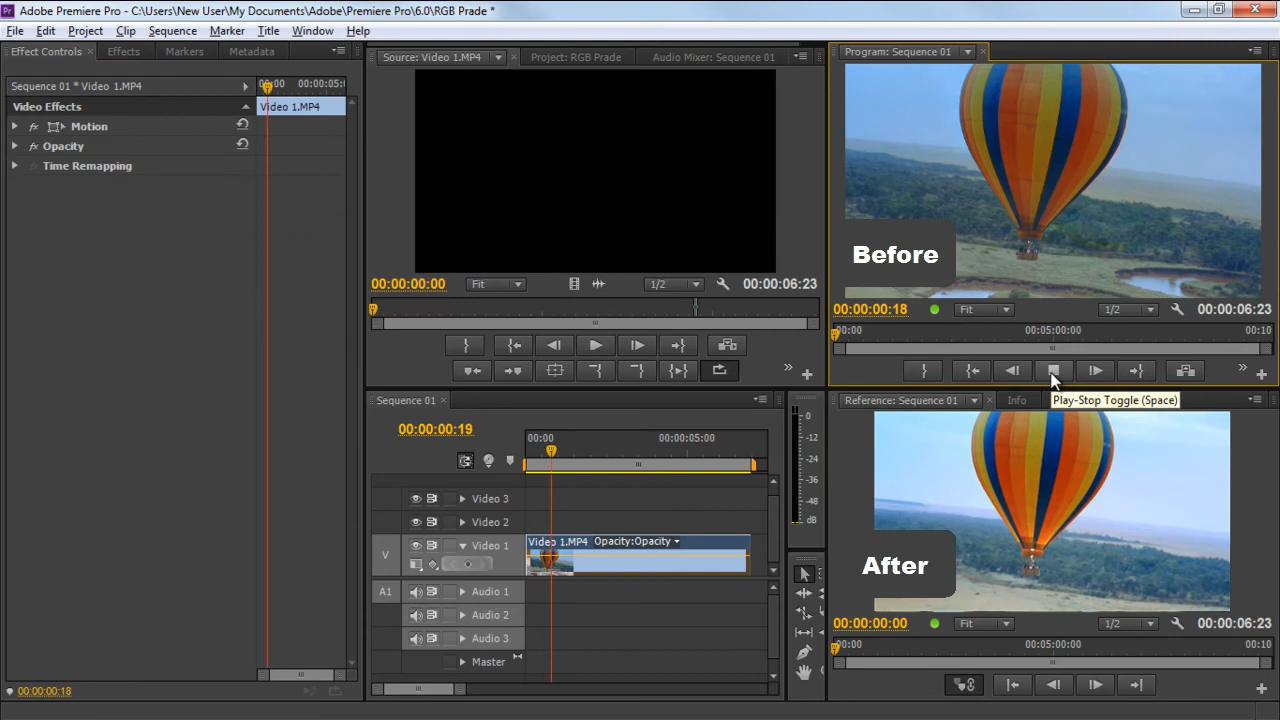 Adobe Premiere Pro - C:\Users\New User\My Documents\Adobe\Premiere Pro\6.0\RGB Prade *
File Edit Project Clip Sequence Marker Title Window Help
Effect Controls Effects Markers Metadata
Sequence 01 * Video 1.MP4
00:00 00:00:05:
Video Effects
Video 1.MP4
fx Motion
fx Opacity
Time Remapping
00:00:00:18
Source: Video 1.MP4 Project: RGB Prade Audio Mixer: Sequence 01
00:00:00:00 Fit 1/2 00:00:06:23
Program: Sequence 01
Before
00:00:00:18 Fit 1/2 00:00:06:23
00:00 00:05:00:00 00:10
Play-Stop Toggle (Space)
Sequence 01
00:00:00:19
00:00 00:00:05:00
Video 3
Video 2
V Video 1
Video 1.MP4 Opacity:Opacity
A1 Audio 1
Audio 2
Audio 3
Master
0
-12
-24
-36
-48
dB
Reference: Sequence 01 Info
After
00:00:00:00 Fit 1/2 00:00:06:23
00:00 00:05:00:00 00:10